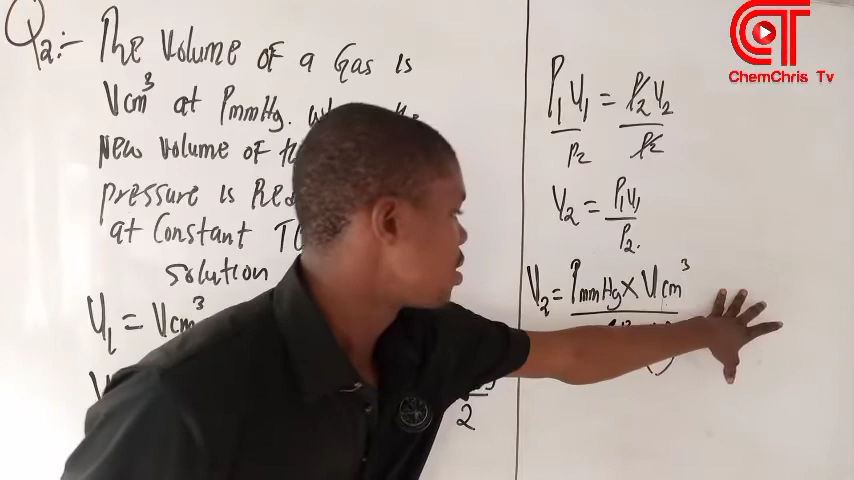 Q2:- The Volume of a Gas is
Vcm³ at PmmHg.
New Volume of
pressure is
at Constant
solution
V1 = Vcm³
2
P1V1 = P2V2
P2 P2
V2 = P1V1
P2.
V2 = PmmHg x Vcm³
CT
ChemChris Tv